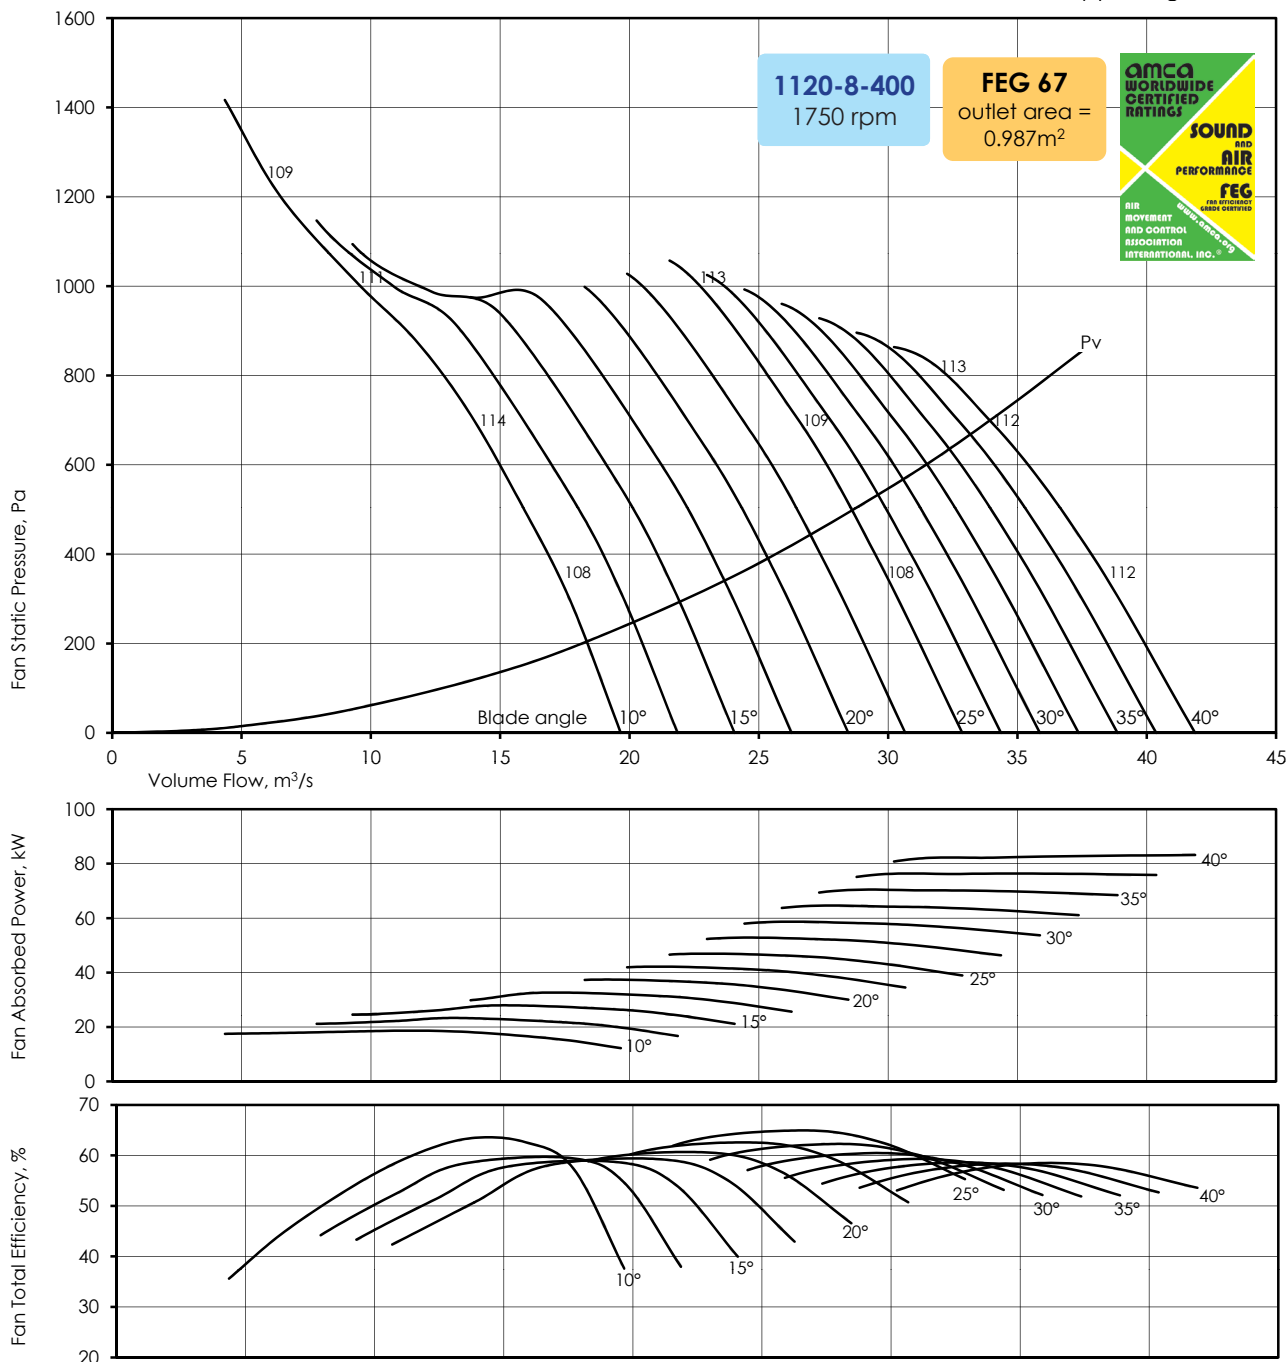 1600
1400
1200
1000
800
600
400
200
0
Fan Static Pressure, Pa
1120-8-400
1750 rpm
FEG 67
outlet area =
0.987m²
amca
WORLDWIDE
CERTIFIED
RATINGS
SOUND
AND
AIR
PERFORMANCE
FEG
FAN EFFICIENCY
GRADE CERTIFIED
AIR
MOVEMENT
AND CONTROL
ASSOCIATION
INTERNATIONAL, INC.®
www.amca.org
109
111
114
108
113
109
108
113
112
112
Pv
Blade angle 10° 15° 20° 25° 30° 35° 40°
0 5 10 15 20 25 30 35 40 45
Volume Flow, m³/s
100
80
60
40
20
0
Fan Absorbed Power, kW
40°
35°
30°
25°
20°
15°
10°
70
60
50
40
30
20
Fan Total Efficiency, %
10°
15°
20°
25°
30°
35°
40°